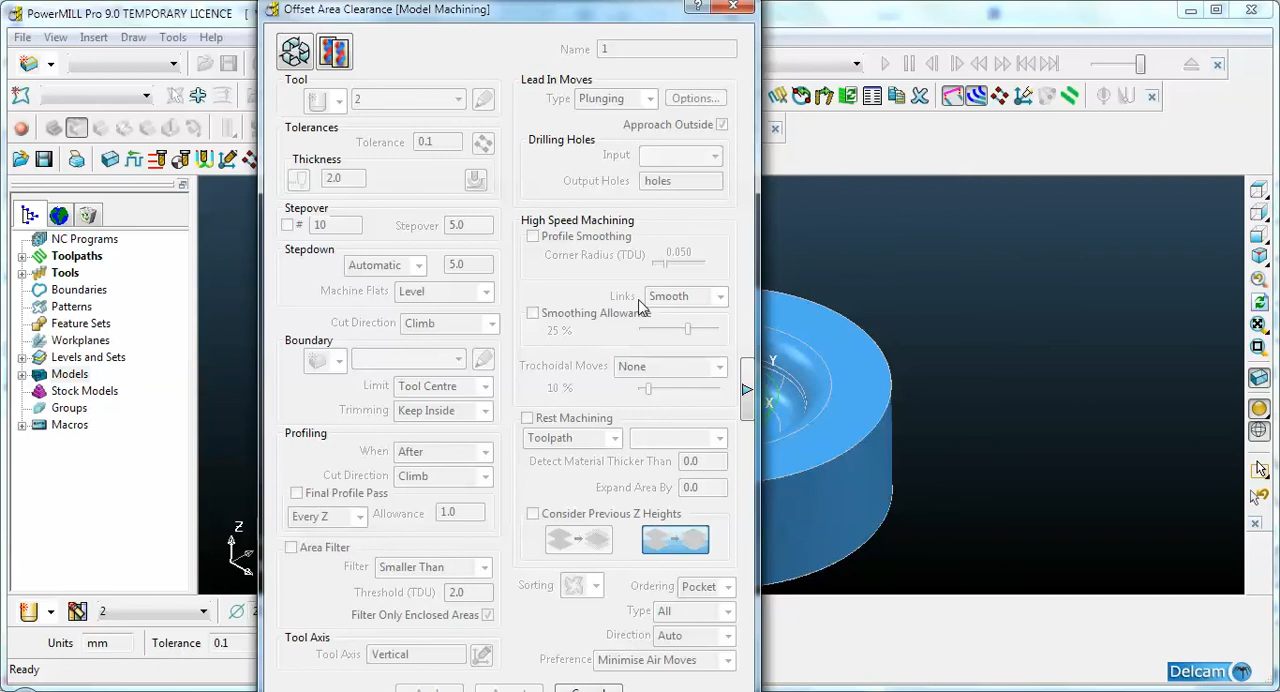 PowerMILL Pro 9.0 TEMPORARY LICENCE [
Offset Area Clearance [Model Machining]
File View Insert Draw Tools Help
Name 1
Tool
2
Tolerances
Tolerance 0.1
Thickness
2.0
Stepover
# 10 Stepover 5.0
Stepdown
Automatic 5.0
Machine Flats Level
Cut Direction Climb
Boundary
Limit Tool Centre
Trimming Keep Inside
Profiling
When After
Cut Direction Climb
Final Profile Pass
Every Z Allowance 1.0
Area Filter
Filter Smaller Than
Threshold (TDU) 2.0
Filter Only Enclosed Areas
Tool Axis
Tool Axis Vertical
Lead In Moves
Type Plunging Options...
Approach Outside
Drilling Holes
Input
Output Holes holes
High Speed Machining
Profile Smoothing
Corner Radius (TDU) 0.050
Links Smooth
Smoothing Allowance
25 %
Trochoidal Moves None
10 %
Rest Machining
Toolpath
Detect Material Thicker Than 0.0
Expand Area By 0.0
Consider Previous Z Heights
Sorting Ordering Pocket
Type All
Direction Auto
Preference Minimise Air Moves
NC Programs
Toolpaths
Tools
Boundaries
Patterns
Feature Sets
Workplanes
Levels and Sets
Models
Stock Models
Groups
Macros
Y
X
Z
2
Units mm Tolerance 0.1
Ready
Delcam